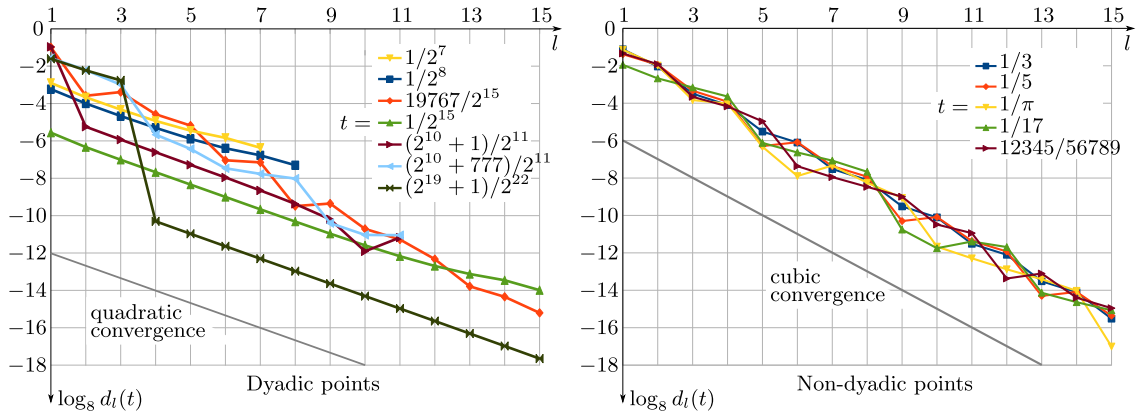 1 3 5 7 9 11 13 15
l
0
−2
−4
−6
−8
−10
−12
−14
−16
−18
1/2^7
1/2^8
19767/2^15
t = 1/2^15
(2^10 + 1)/2^11
(2^10 + 777)/2^11
(2^19 + 1)/2^22
quadratic
convergence
Dyadic points
log_8 d_l(t)
1 3 5 7 9 11 13 15
l
0
−2
−4
−6
−8
−10
−12
−14
−16
−18
1/3
1/5
t = 1/π
1/17
12345/56789
cubic
convergence
Non-dyadic points
log_8 d_l(t)